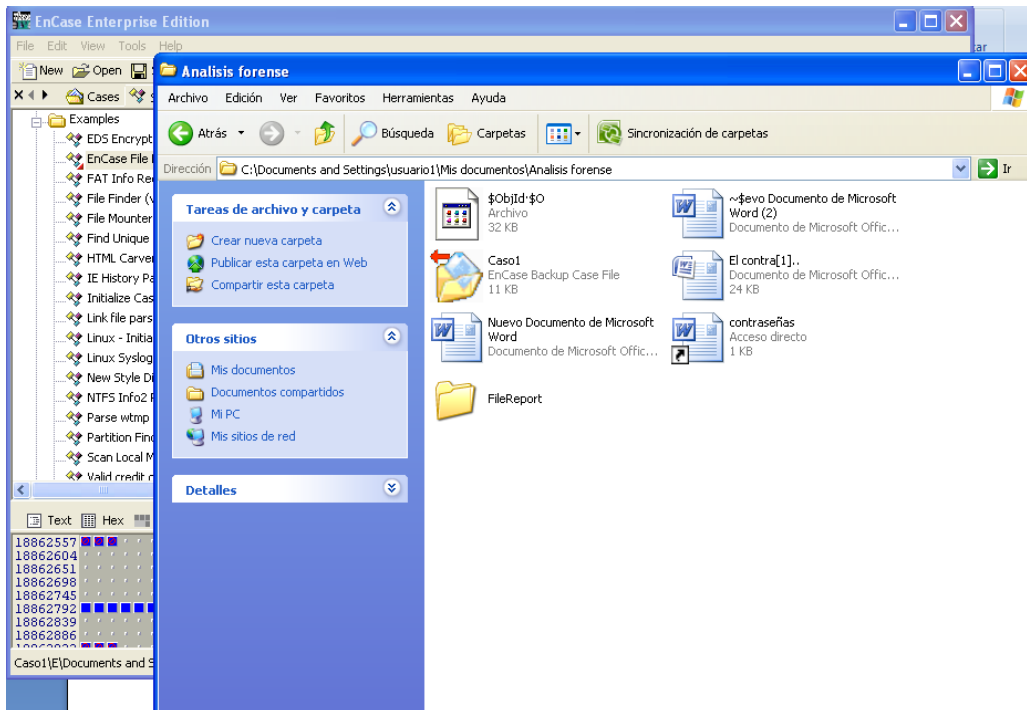 EnCase Enterprise Edition
File Edit View Tools Help
New Open
Cases
Examples
EDS Encrypt
EnCase File
FAT Info Re
File Finder (v
File Mounter
Find Unique
HTML Carver
IE History Pa
Initialize Cas
Link file pars
Linux - Initia
Linux Syslog
New Style Di
NTFS Info2 F
Parse wtmp
Partition Find
Scan Local M
Valid credit c
Text Hex
18862557
18862604
18862651
18862698
18862745
18862792
18862839
18862886
Caso1\E\Documents and S
Analisis forense
Archivo Edición Ver Favoritos Herramientas Ayuda
Atrás Búsqueda Carpetas Sincronización de carpetas
Dirección C:\Documents and Settings\usuario1\Mis documentos\Analisis forense Ir
Tareas de archivo y carpeta
Crear nueva carpeta
Publicar esta carpeta en Web
Compartir esta carpeta
Otros sitios
Mis documentos
Documentos compartidos
Mi PC
Mis sitios de red
Detalles
$ObjId·$O
Archivo
32 KB
~$evo Documento de Microsoft
Word (2)
Documento de Microsoft Offic...
Caso1
EnCase Backup Case File
11 KB
El contra[1]..
Documento de Microsoft Offic...
24 KB
Nuevo Documento de Microsoft
Word
Documento de Microsoft Offic...
contraseñas
Acceso directo
1 KB
FileReport